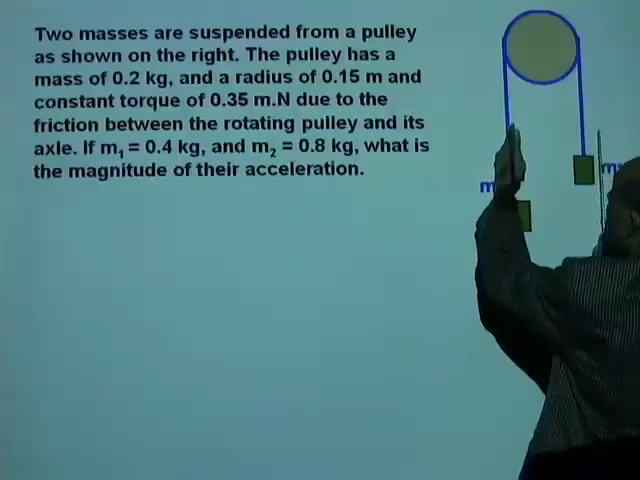 Two masses are suspended from a pulley
as shown on the right. The pulley has a
mass of 0.2 kg, and a radius of 0.15 m and
constant torque of 0.35 m.N due to the
friction between the rotating pulley and its
axle. If m₁ = 0.4 kg, and m₂ = 0.8 kg, what is
the magnitude of their acceleration.
m
m